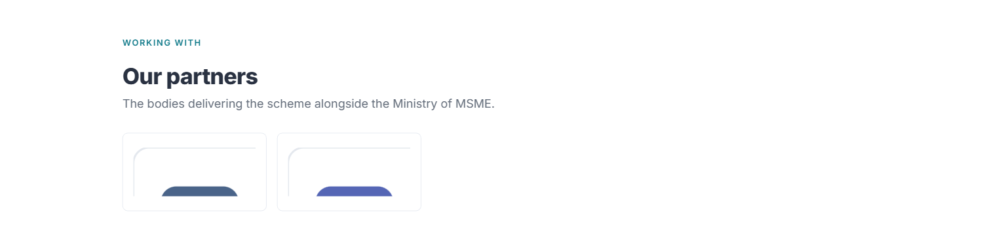 WORKING WITH
Our partners
The bodies delivering the scheme alongside the Ministry of MSME.